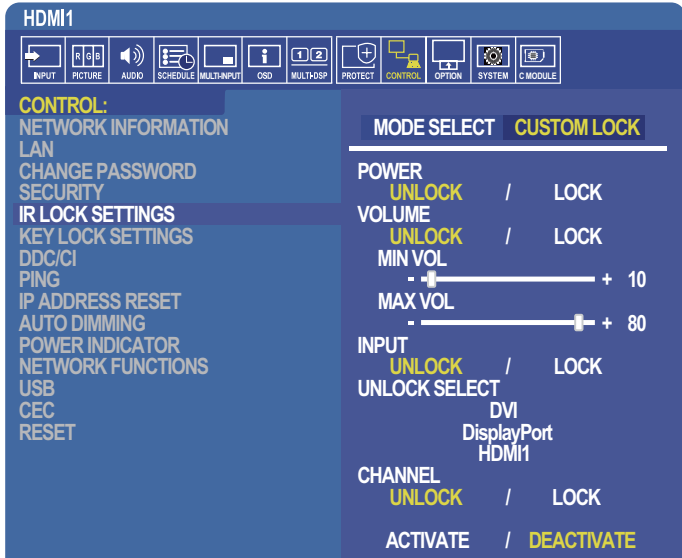 HDMI1
INPUT
R G B
PICTURE
AUDIO
SCHEDULE
MULTI-INPUT
OSD
1 2
MULTI-DSP
PROTECT
CONTROL
OPTION
SYSTEM
C MODULE
CONTROL:
NETWORK INFORMATION
LAN
CHANGE PASSWORD
SECURITY
IR LOCK SETTINGS
KEY LOCK SETTINGS
DDC/CI
PING
IP ADDRESS RESET
AUTO DIMMING
POWER INDICATOR
NETWORK FUNCTIONS
USB
CEC
RESET
MODE SELECT CUSTOM LOCK
POWER
UNLOCK / LOCK
VOLUME
UNLOCK / LOCK
MIN VOL
- + 10
MAX VOL
- + 80
INPUT
UNLOCK / LOCK
UNLOCK SELECT
DVI
DisplayPort
HDMI1
CHANNEL
UNLOCK / LOCK
ACTIVATE / DEACTIVATE